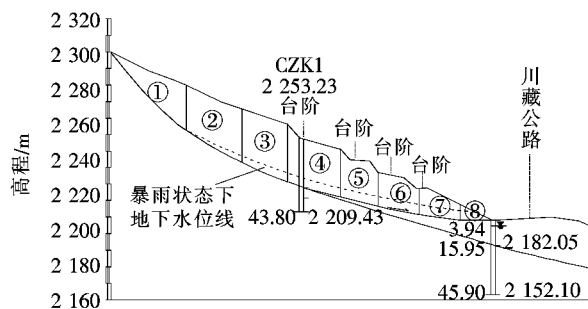 2 320
2 300
2 280
2 260
2 240
2 220
2 200
2 180
2 160
高程/m
CZK1
2 253.23
台阶
台阶
台阶
台阶
川藏公路
①
②
③
④
⑤
⑥
⑦
⑧
暴雨状态下
地下水位线
43.80
2 209.43
3.94
15.95
2 182.05
45.90
2 152.10